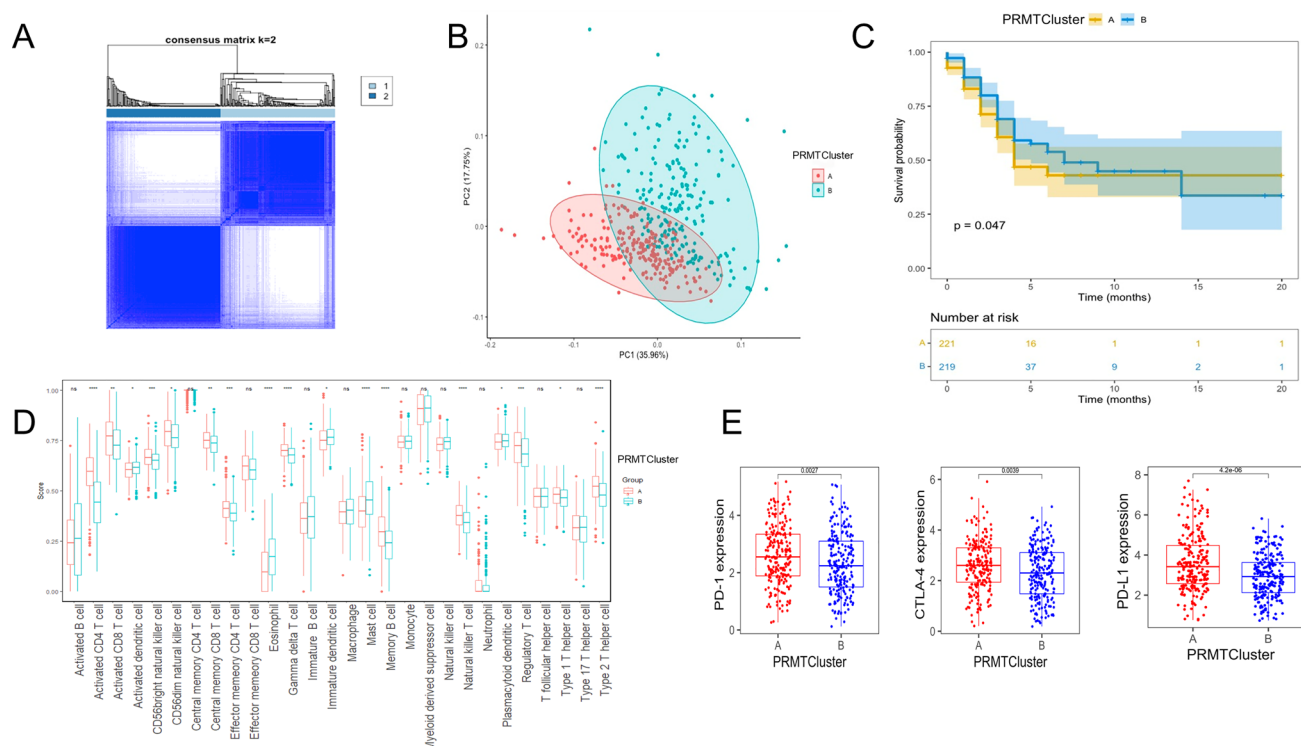 A
consensus matrix k=2
1
2
B
0.2
0.1
0.0
-0.1
PC2 (17.75%)
-0.2
-0.1
0.0
0.1
PC1 (35.96%)
PRMTCluster
A
B
C
PRMTCluster A B
1.00
0.75
0.50
0.25
0.00
Survival probability
p = 0.047
0 5 10 15 20
Time (months)
Number at risk
A 221 16 1 1 1
B 219 37 9 2 1
0 5 10 15 20
Time (months)
D
1.00
0.75
0.50
0.25
0.00
Score
PRMTCluster
Group
A
B
Activated B cell
Activated CD4 T cell
Activated CD8 T cell
Activated dendritic cell
CD56bright natural killer cell
CD56dim natural killer cell
Central memory CD4 T cell
Central memory CD8 T cell
Effector memeory CD4 T cell
Effector memeory CD8 T cell
Eosinophil
Gamma delta T cell
Immature B cell
Immature dendritic cell
Macrophage
Mast cell
Memory B cell
Monocyte
Myeloid derived suppressor cell
Natural killer cell
Natural killer T cell
Neutrophil
Plasmacytoid dendritic cell
Regulatory T cell
T follicular helper cell
Type 1 T helper cell
Type 17 T helper cell
Type 2 T helper cell
E
0.0027
4
2
0
PD-1 expression
A B
PRMTCluster
0.0039
6
4
2
0
CTLA-4 expression
A B
PRMTCluster
4.2e-06
8
6
4
2
PD-L1 expression
A B
PRMTCluster